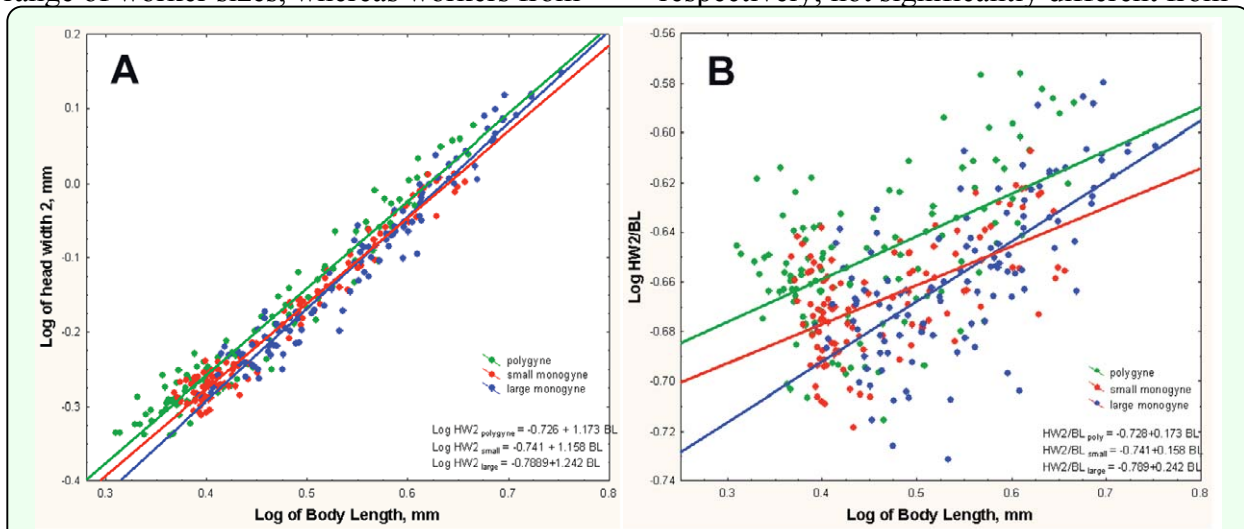 range of worker sizes, whereas workers from
respectively, not significantly different from
A
0.2
0.1
0.0
-0.1
-0.2
-0.3
-0.4
Log of head width 2, mm
polygyne
small monogyne
large monogyne
Log HW2 polygyne = -0.726 + 1.173 BL
Log HW2 small = -0.741 + 1.158 BL
Log HW2 large = -0.7889+1.242 BL
0.3 0.4 0.5 0.6 0.7 0.8
Log of Body Length, mm
B
-0.56
-0.58
-0.60
-0.62
-0.64
-0.66
-0.68
-0.70
-0.72
-0.74
Log HW2/BL
polygyne
small monogyne
large monogyne
HW2/BL poly = -0.728+0.173 BL
HW2/BL small = -0.741+0.158 BL
HW2/BL large = -0.789+0.242 BL
0.3 0.4 0.5 0.6 0.7 0.8
Log of Body Length, mm